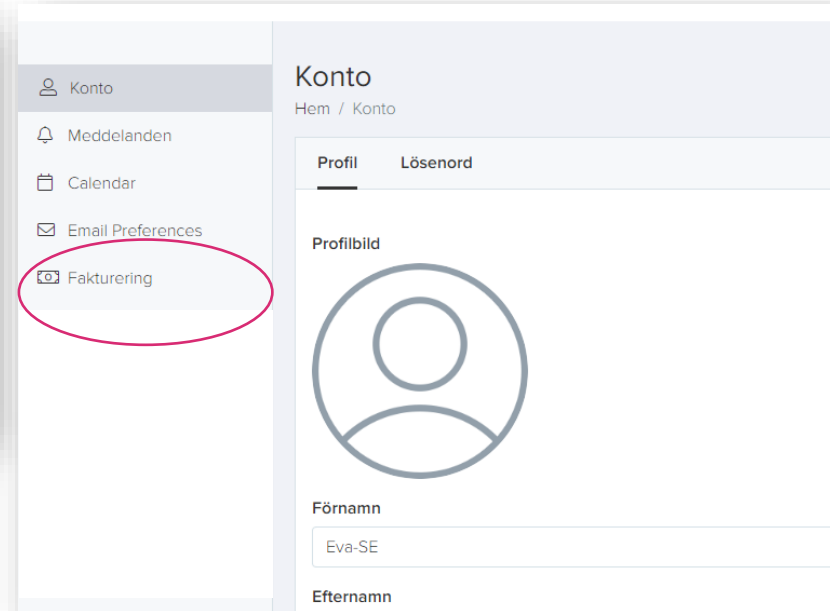 Konto
Meddelanden
Calendar
Email Preferences
Fakturering
Konto
Hem / Konto
Profil Lösenord
Profilbild
Förnamn
Eva-SE
Efternamn